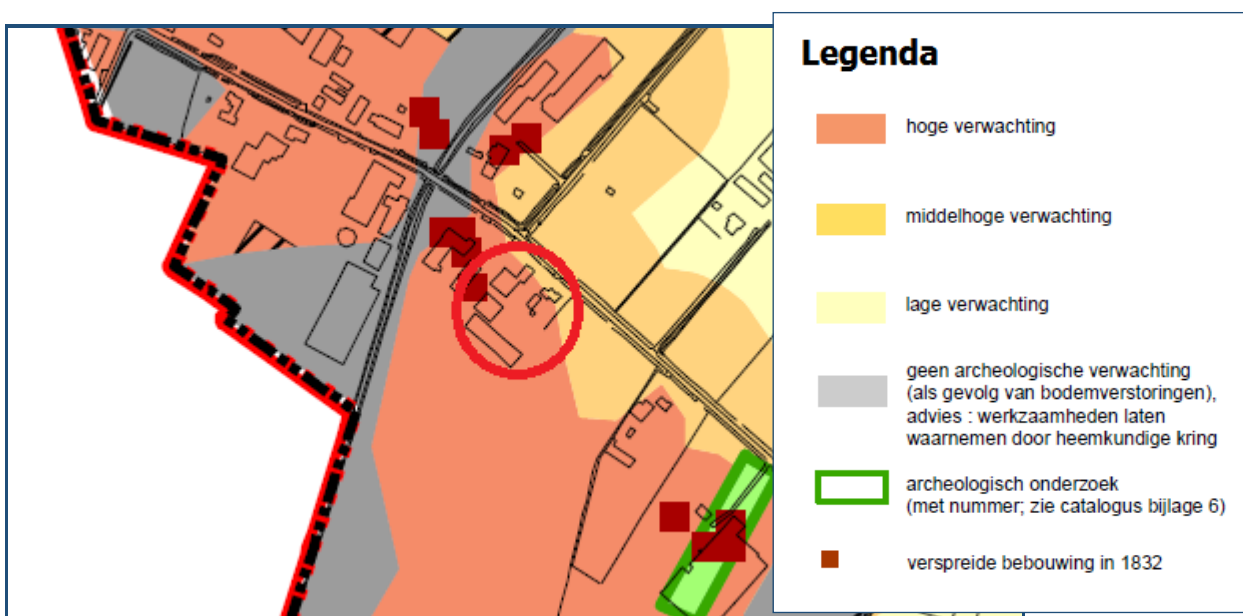 Legenda
hoge verwachting
middelhoge verwachting
lage verwachting
geen archeologische verwachting
(als gevolg van bodemverstoringen),
advies : werkzaamheden laten
waarnemen door heemkundige kring
archeologisch onderzoek
(met nummer; zie catalogus bijlage 6)
verspreide bebouwing in 1832